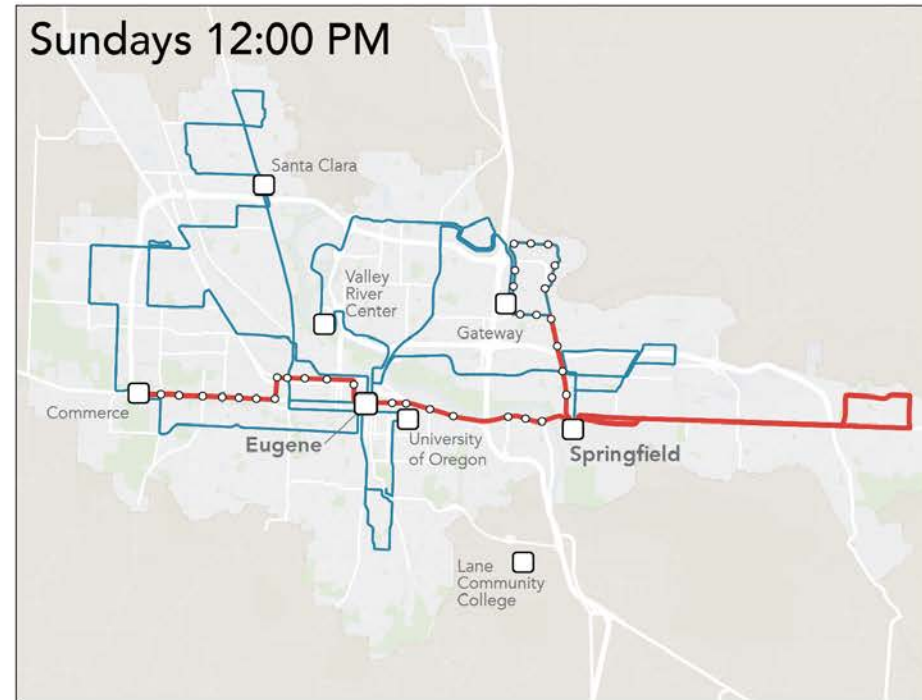 Sundays 12:00 PM
Santa Clara
Valley
River
Center
Gateway
Commerce
Eugene
University
of Oregon
Springfield
Lane
Community
College